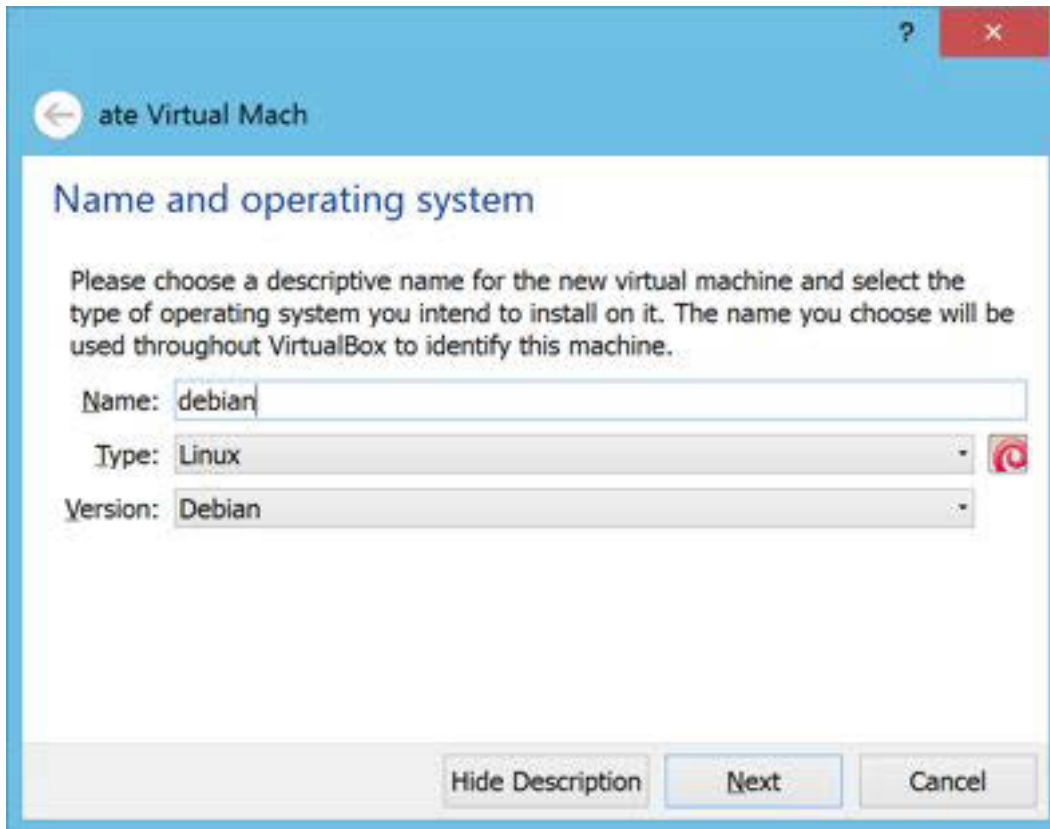 ?
ate Virtual Mach
Name and operating system
Please choose a descriptive name for the new virtual machine and select the
type of operating system you intend to install on it. The name you choose will be
used throughout VirtualBox to identify this machine.
Name: debian
Type: Linux
Version: Debian
Hide Description Next Cancel